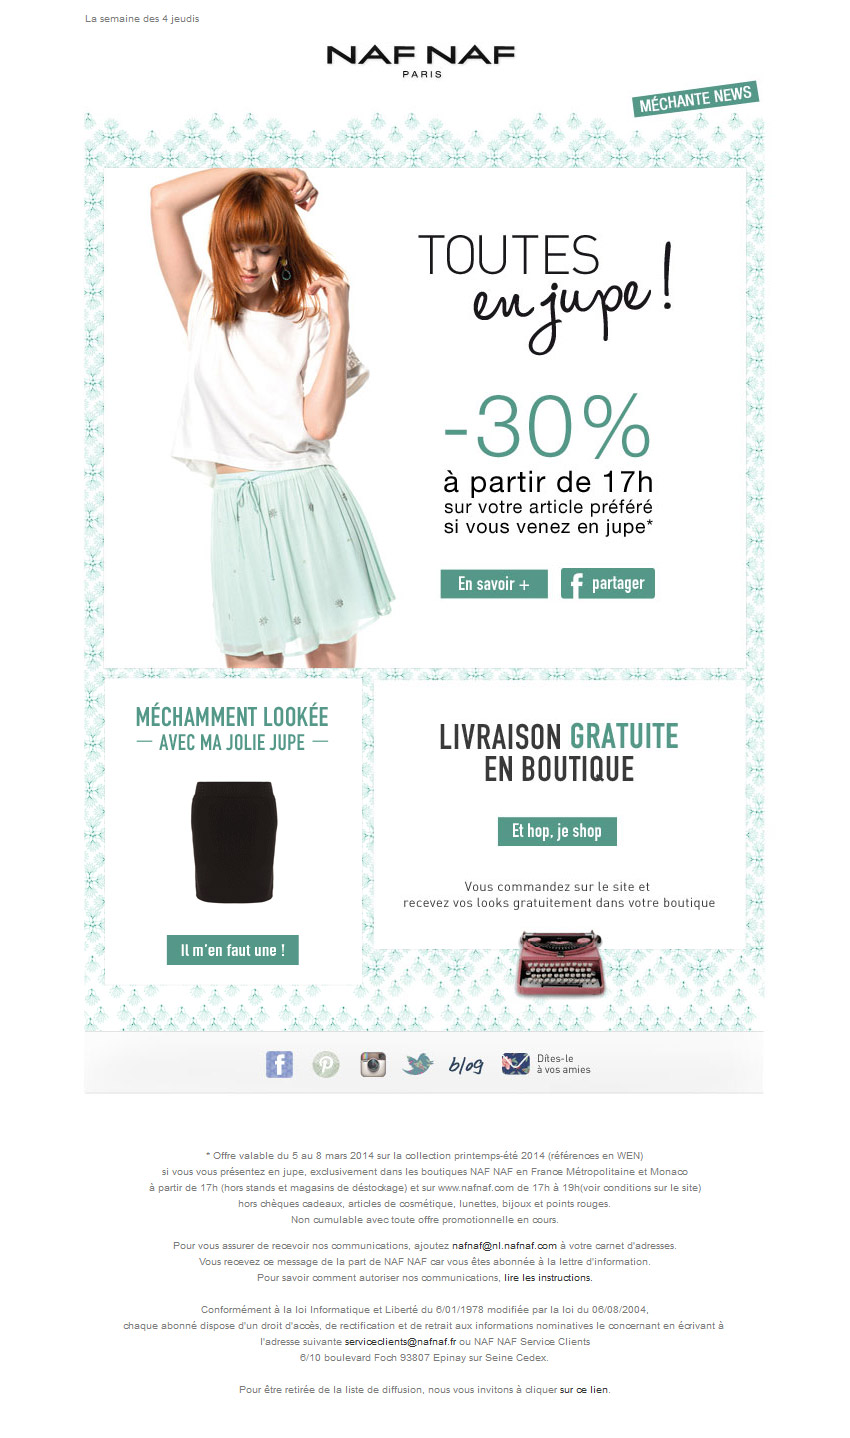 La semaine des 4 jeudis
NAF NAF
PARIS
MÉCHANTE NEWS
TOUTES
en jupe !
-30%
à partir de 17h
sur votre article préféré
si vous venez en jupe*
En savoir +
f partager
MÉCHAMMENT LOOKÉE
— AVEC MA JOLIE JUPE —
Il m'en faut une !
LIVRAISON GRATUITE
EN BOUTIQUE
Et hop, je shop
Vous commandez sur le site et
recevez vos looks gratuitement dans votre boutique
blog
Dîtes-le
à vos amies
* Offre valable du 5 au 8 mars 2014 sur la collection printemps-été 2014 (références en WEN)
si vous vous présentez en jupe, exclusivement dans les boutiques NAF NAF en France Métropolitaine et Monaco
à partir de 17h (hors stands et magasins de déstockage) et sur www.nafnaf.com de 17h à 19h(voir conditions sur le site)
hors chèques cadeaux, articles de cosmétique, lunettes, bijoux et points rouges.
Non cumulable avec toute offre promotionnelle en cours.
Pour vous assurer de recevoir nos communications, ajoutez nafnaf@nl.nafnaf.com à votre carnet d'adresses.
Vous recevez ce message de la part de NAF NAF car vous êtes abonnée à la lettre d'information.
Pour savoir comment autoriser nos communications, lire les instructions.
Conformément à la loi Informatique et Liberté du 6/01/1978 modifiée par la loi du 06/08/2004,
chaque abonné dispose d'un droit d'accès, de rectification et de retrait aux informations nominatives le concernant en écrivant à
l'adresse suivante serviceclients@nafnaf.fr ou NAF NAF Service Clients
6/10 boulevard Foch 93807 Epinay sur Seine Cedex.
Pour être retirée de la liste de diffusion, nous vous invitons à cliquer sur ce lien.